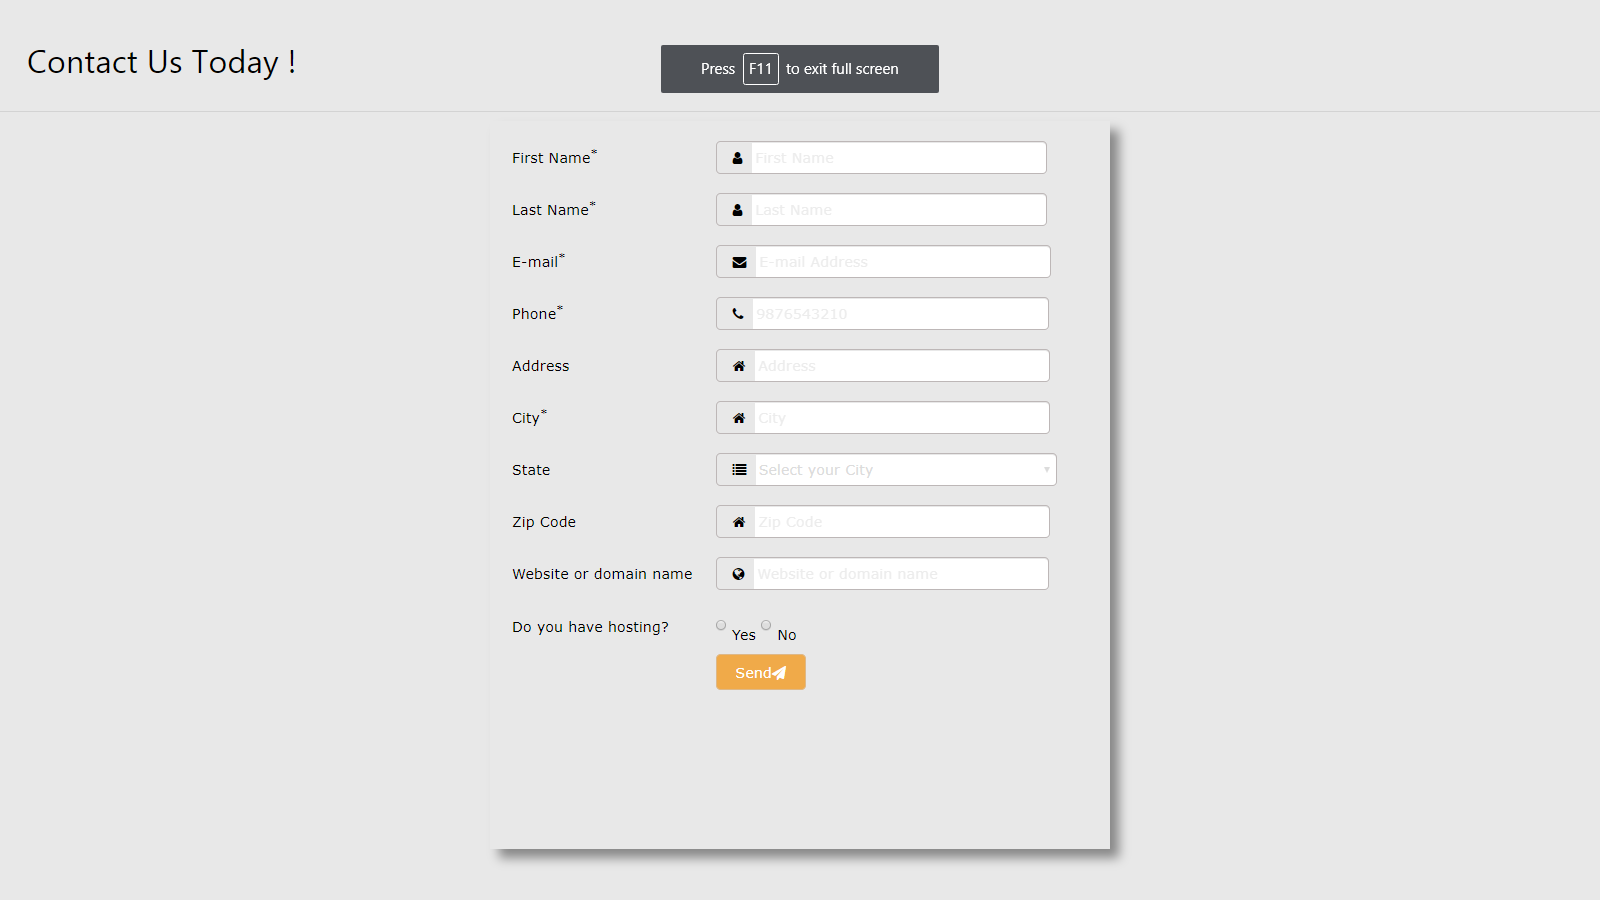 Contact Us Today !
Press F11 to exit full screen
First Name* First Name
Last Name* Last Name
E-mail* E-mail Address
Phone* 9876543210
Address Address
City* City
State Select your City
Zip Code Zip Code
Website or domain name Website or domain name
Do you have hosting? Yes No
Send